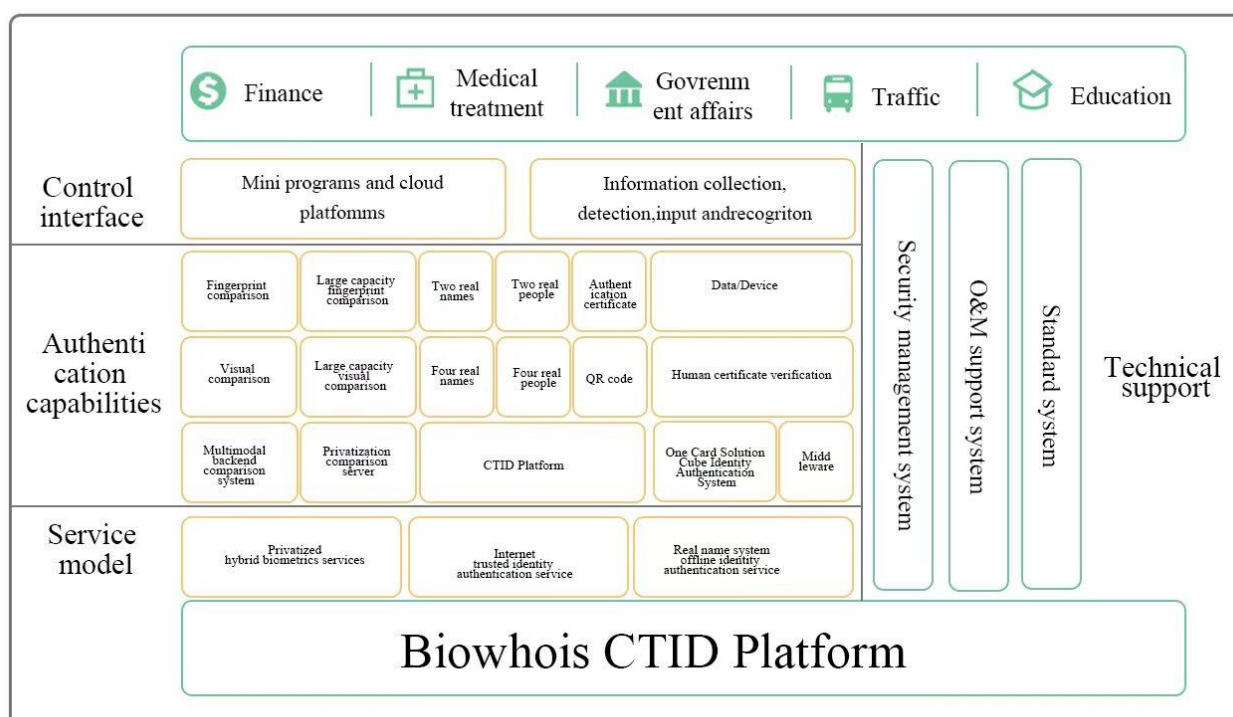 Finance
Medical
treatment
Govrenm
ent affairs
Traffic
Education
Control
interface
Mini programs and cloud
platfomms
Information collection,
detection,input andrecogriton
Authenti
cation
capabilities
Fingerprint
comparison
Large capacity
fingerprint
comparison
Two real
names
Two real
people
Authent
ication
certificate
Data/Device
Visual
comparison
Large capacity
visual
comparison
Four real
names
Four real
people
QR code
Human certificate verification
Multimodal
backend
comparison
system
Privatization
comparison
server
CTID Platform
One Card Solution
Cube Identity
Authentication
System
Midd
leware
Service
model
Privatized
hybrid biometrics services
Internet
trusted identity
authentication service
Real name system
offline identity
authentication service
Security management system
O&M support system
Standard system
Technical
support
Biowhois CTID Platform